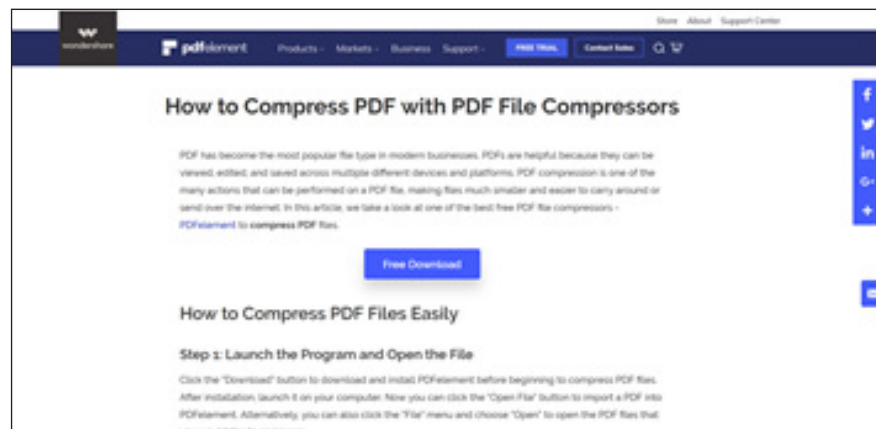 Store About Support Center
wondershare
pdfelement Products Markets Business Support FREE TRIAL Contact Sales
How to Compress PDF with PDF File Compressors
PDF has become the most popular file type in modern businesses. PDFs are helpful because they can be
viewed, edited, and saved across multiple different devices and platforms. PDF compression is one of the
many actions that can be performed on a PDF file, making files much smaller and easier to carry around or
send over the internet. In this article, we take a look at one of the best free PDF file compressors -
PDFelement to compress PDF files.
Free Download
How to Compress PDF Files Easily
Step 1: Launch the Program and Open the File
Click the "Download" button to download and install PDFelement before beginning to compress PDF files.
After installation, launch it on your computer. Now you can click the "Open File" button to import a PDF into
PDFelement. Alternatively, you can also click the "File" menu and choose "Open" to open the PDF files that